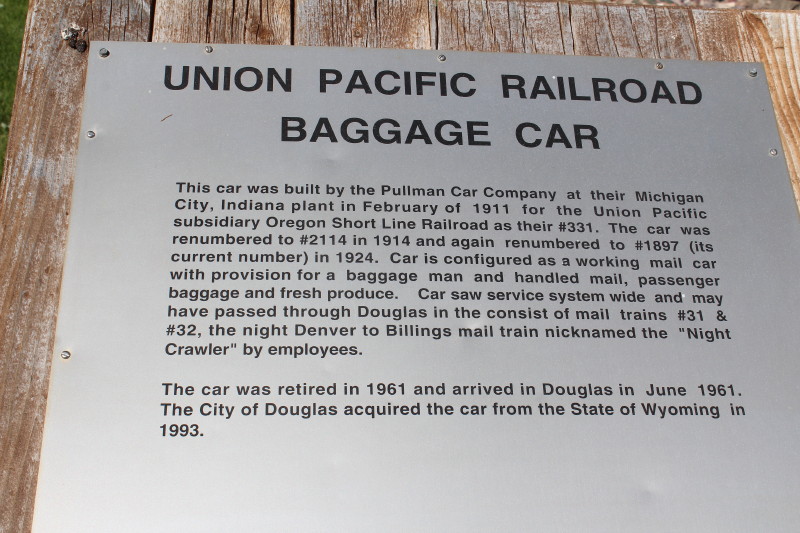 UNION PACIFIC RAILROAD
BAGGAGE CAR
This car was built by the Pullman Car Company at their Michigan
City, Indiana plant in February of 1911 for the Union Pacific
subsidiary Oregon Short Line Railroad as their #331. The car was
renumbered to #2114 in 1914 and again renumbered to #1897 (its
current number) in 1924. Car is configured as a working mail car
with provision for a baggage man and handled mail, passenger
baggage and fresh produce. Car saw service system wide and may
have passed through Douglas in the consist of mail trains #31 &
#32, the night Denver to Billings mail train nicknamed the "Night
Crawler" by employees.
The car was retired in 1961 and arrived in Douglas in June 1961.
The City of Douglas acquired the car from the State of Wyoming in
1993.